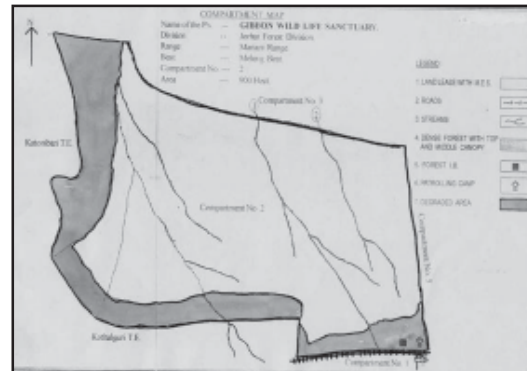 COMPARTMENT MAP
Name of the Ps. — GIBBON WILD LIFE SANCTUARY.
Division — Jorhat Forest Division
Range — Mariani Range
Beat — Meleng Beat
Compartment No. — 2
Area — 900 Hect.
N
LEGEND
1. LAND LEASE WITH M.E.S.
2. ROADS
3. STREAMS
4. DENSE FOREST WITH TOP AND MIDDLE CANOPY
5. FOREST I.B.
6. PATROLLING CAMP
7. DEGRADED AREA
Compartment No. 3
Katonibari T.E.
Compartment No. 2
Compartment No.
Kothalguri T.E.
Compartment No. 1